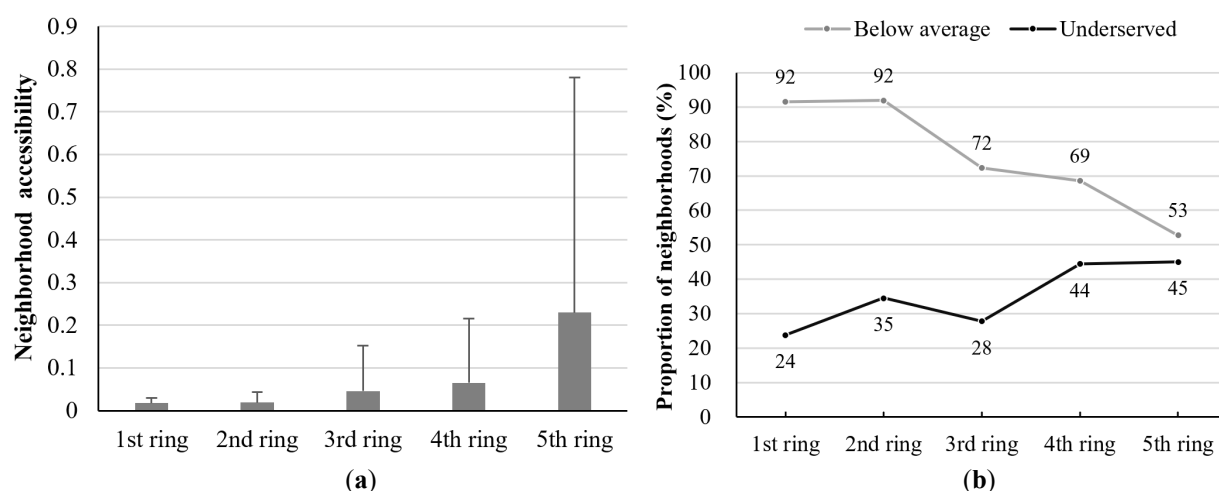 Neighborhood accessibility
0.9
0.8
0.7
0.6
0.5
0.4
0.3
0.2
0.1
0
1st ring 2nd ring 3rd ring 4th ring 5th ring
(a)
Below average Underserved
Proportion of neighborhoods (%)
100
90
80
70
60
50
40
30
20
10
0
92 92 72 69 53
24 35 28 44 45
1st ring 2nd ring 3rd ring 4th ring 5th ring
(b)